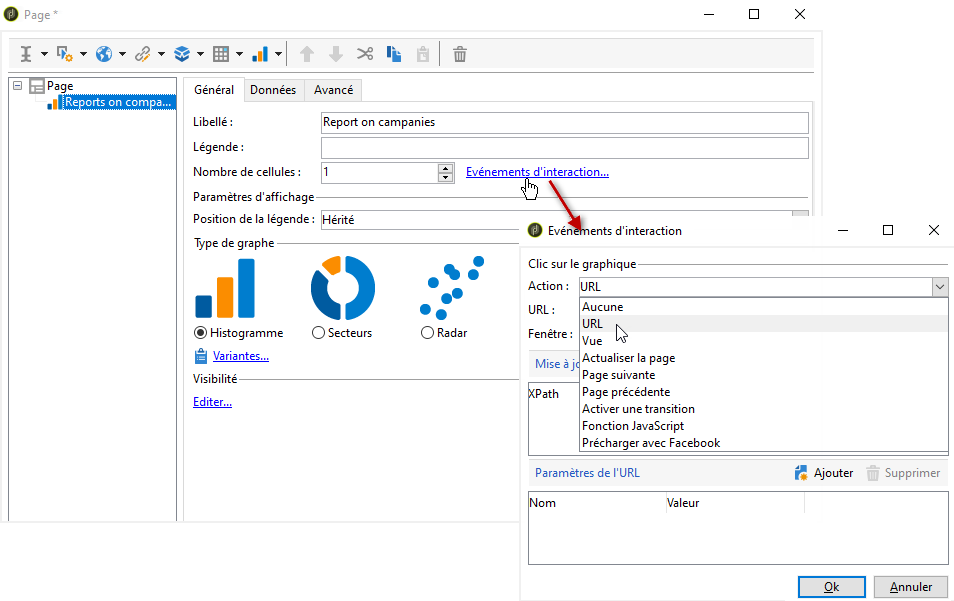 Page *
Page
Reports on compa...
Général
Données
Avancé
Libellé :
Report on companies
Légende :
Nombre de cellules :
1
Evénements d'interaction...
Paramètres d'affichage
Position de la légende :
Hérité
Type de graphe
Histogramme
Secteurs
Radar
Variantes...
Visibilité
Editer...
Evénements d'interaction
Clic sur le graphique
Action :
URL
URL :
Fenêtre :
Aucune
URL
Vue
Actualiser la page
Page suivante
Page précédente
Activer une transition
Fonction JavaScript
Précharger avec Facebook
Mise à
XPath
Paramètres de l'URL
Ajouter
Supprimer
Nom
Valeur
Ok
Annuler